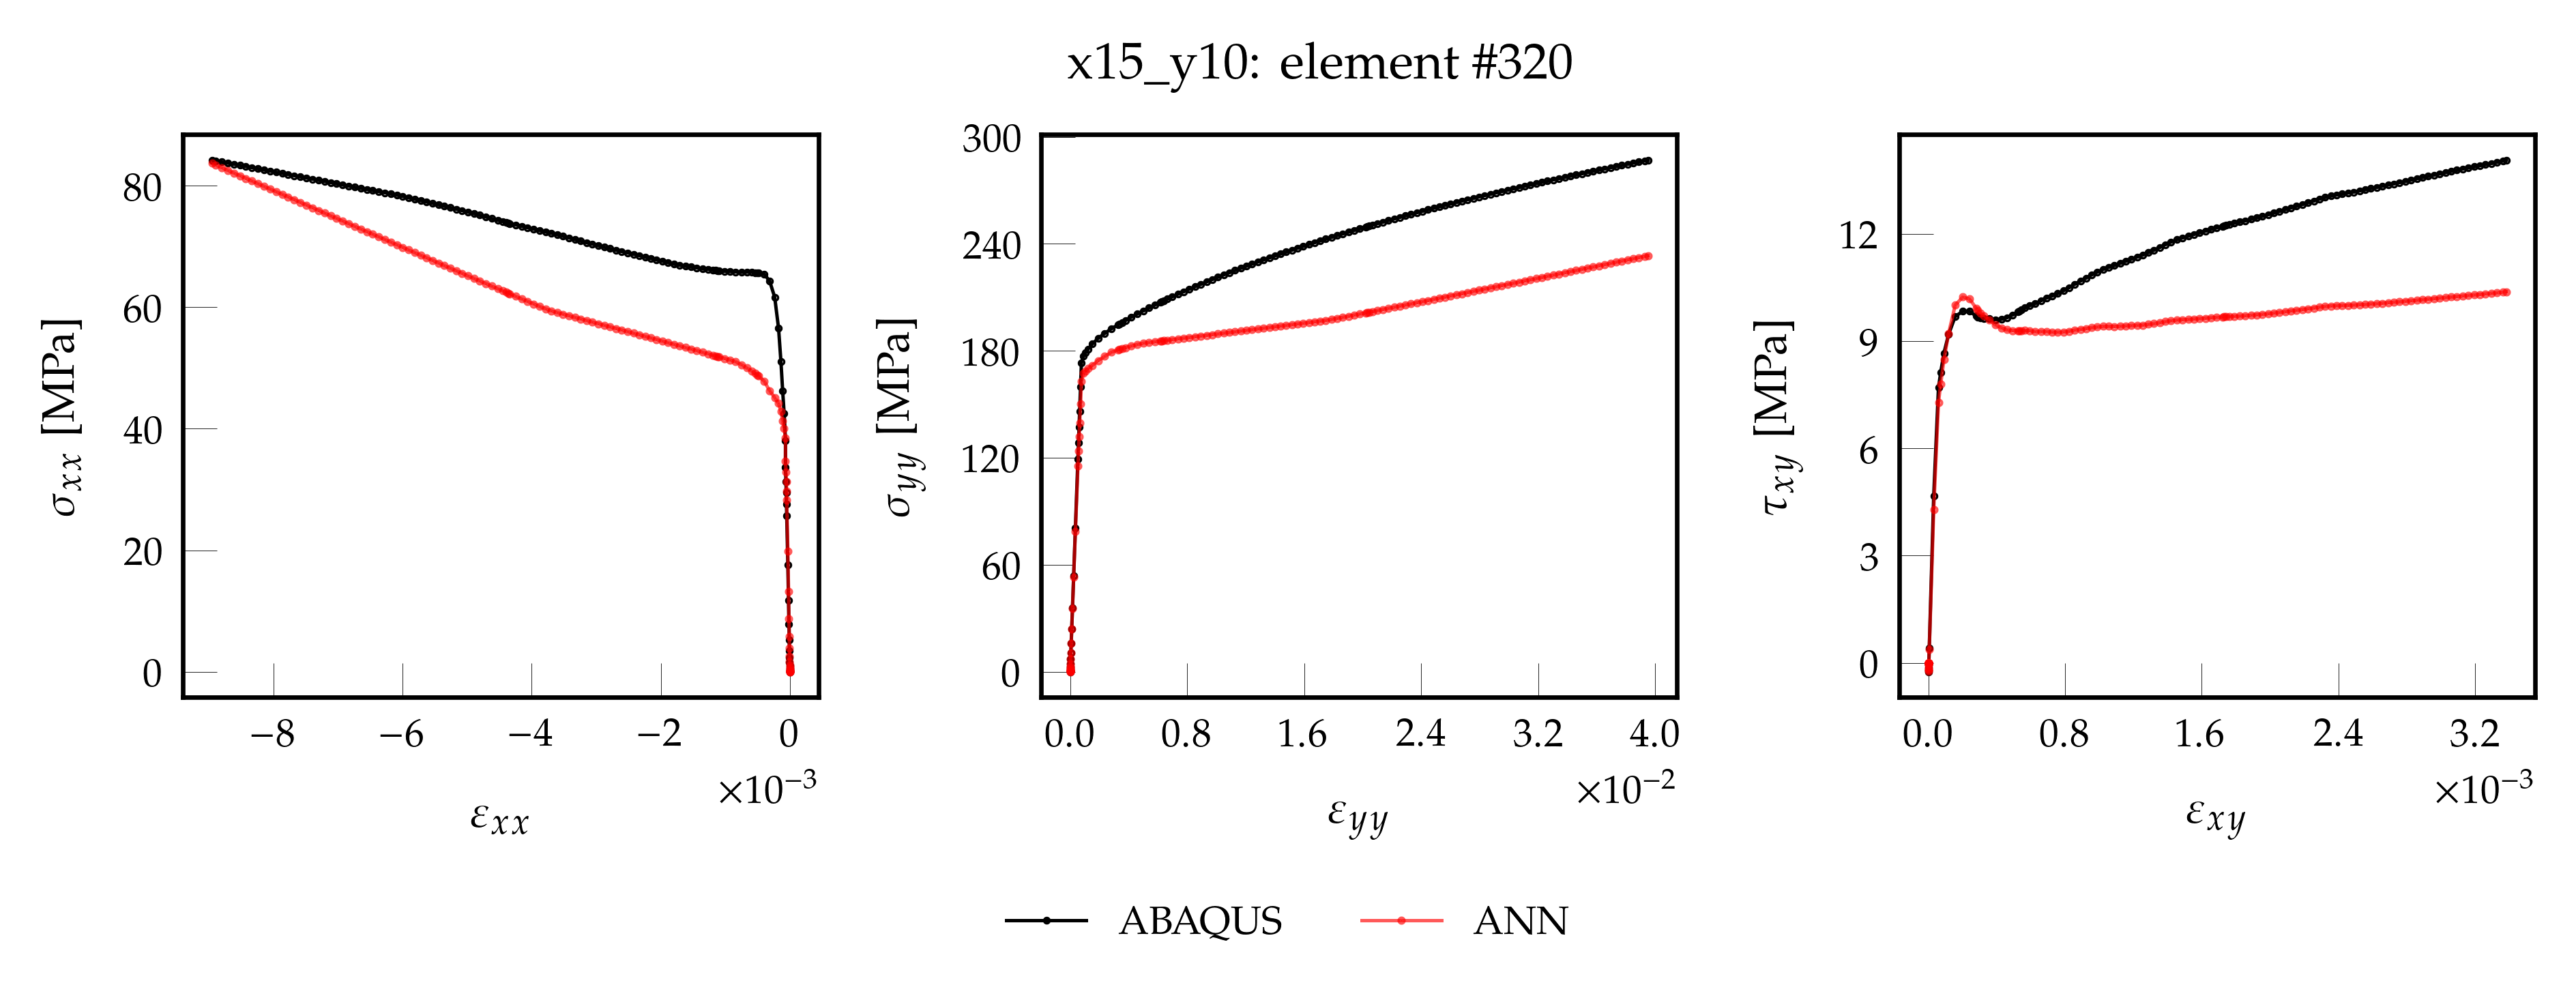 x15_y10: element #320
σxx [MPa]
80
60
40
20
0
−8 −6 −4 −2 0
×10⁻³
εxx
σyy [MPa]
300
240
180
120
60
0
0.0 0.8 1.6 2.4 3.2 4.0
×10⁻²
εyy
τxy [MPa]
12
9
6
3
0
0.0 0.8 1.6 2.4 3.2
×10⁻³
εxy
ABAQUS ANN